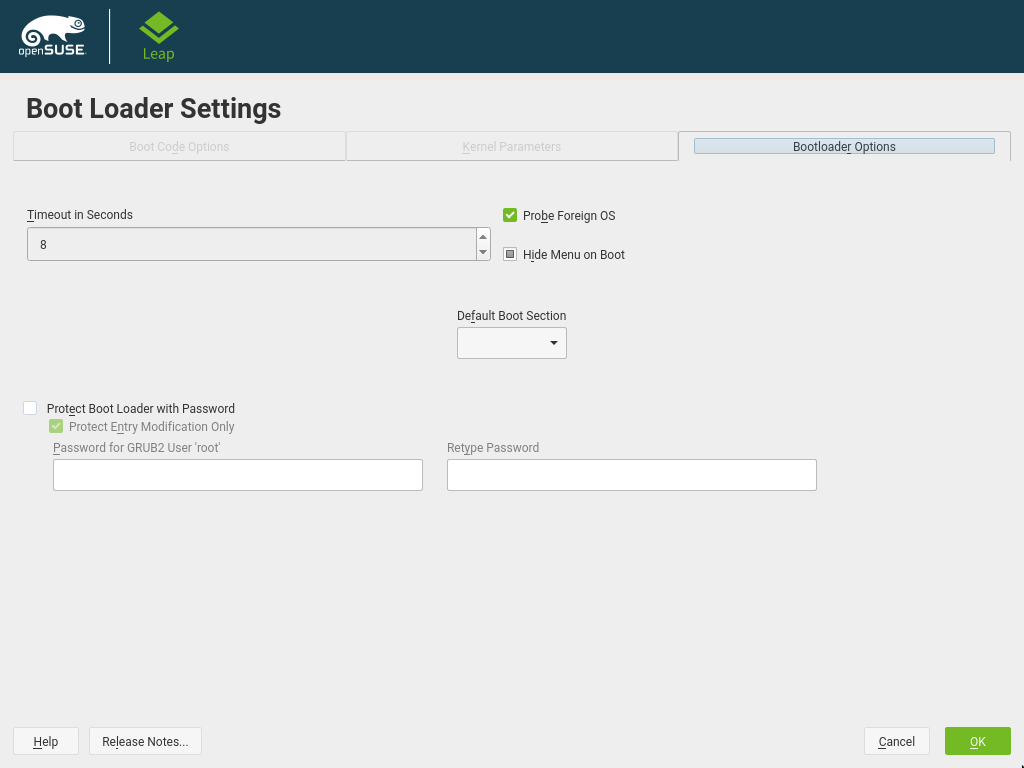 openSUSE.
Leap
Boot Loader Settings
Boot Code Options
Kernel Parameters
Bootloader Options
Timeout in Seconds
Probe Foreign OS
8
Hide Menu on Boot
Default Boot Section
Protect Boot Loader with Password
Protect Entry Modification Only
Password for GRUB2 User 'root'
Retype Password
Help
Release Notes...
Cancel
OK